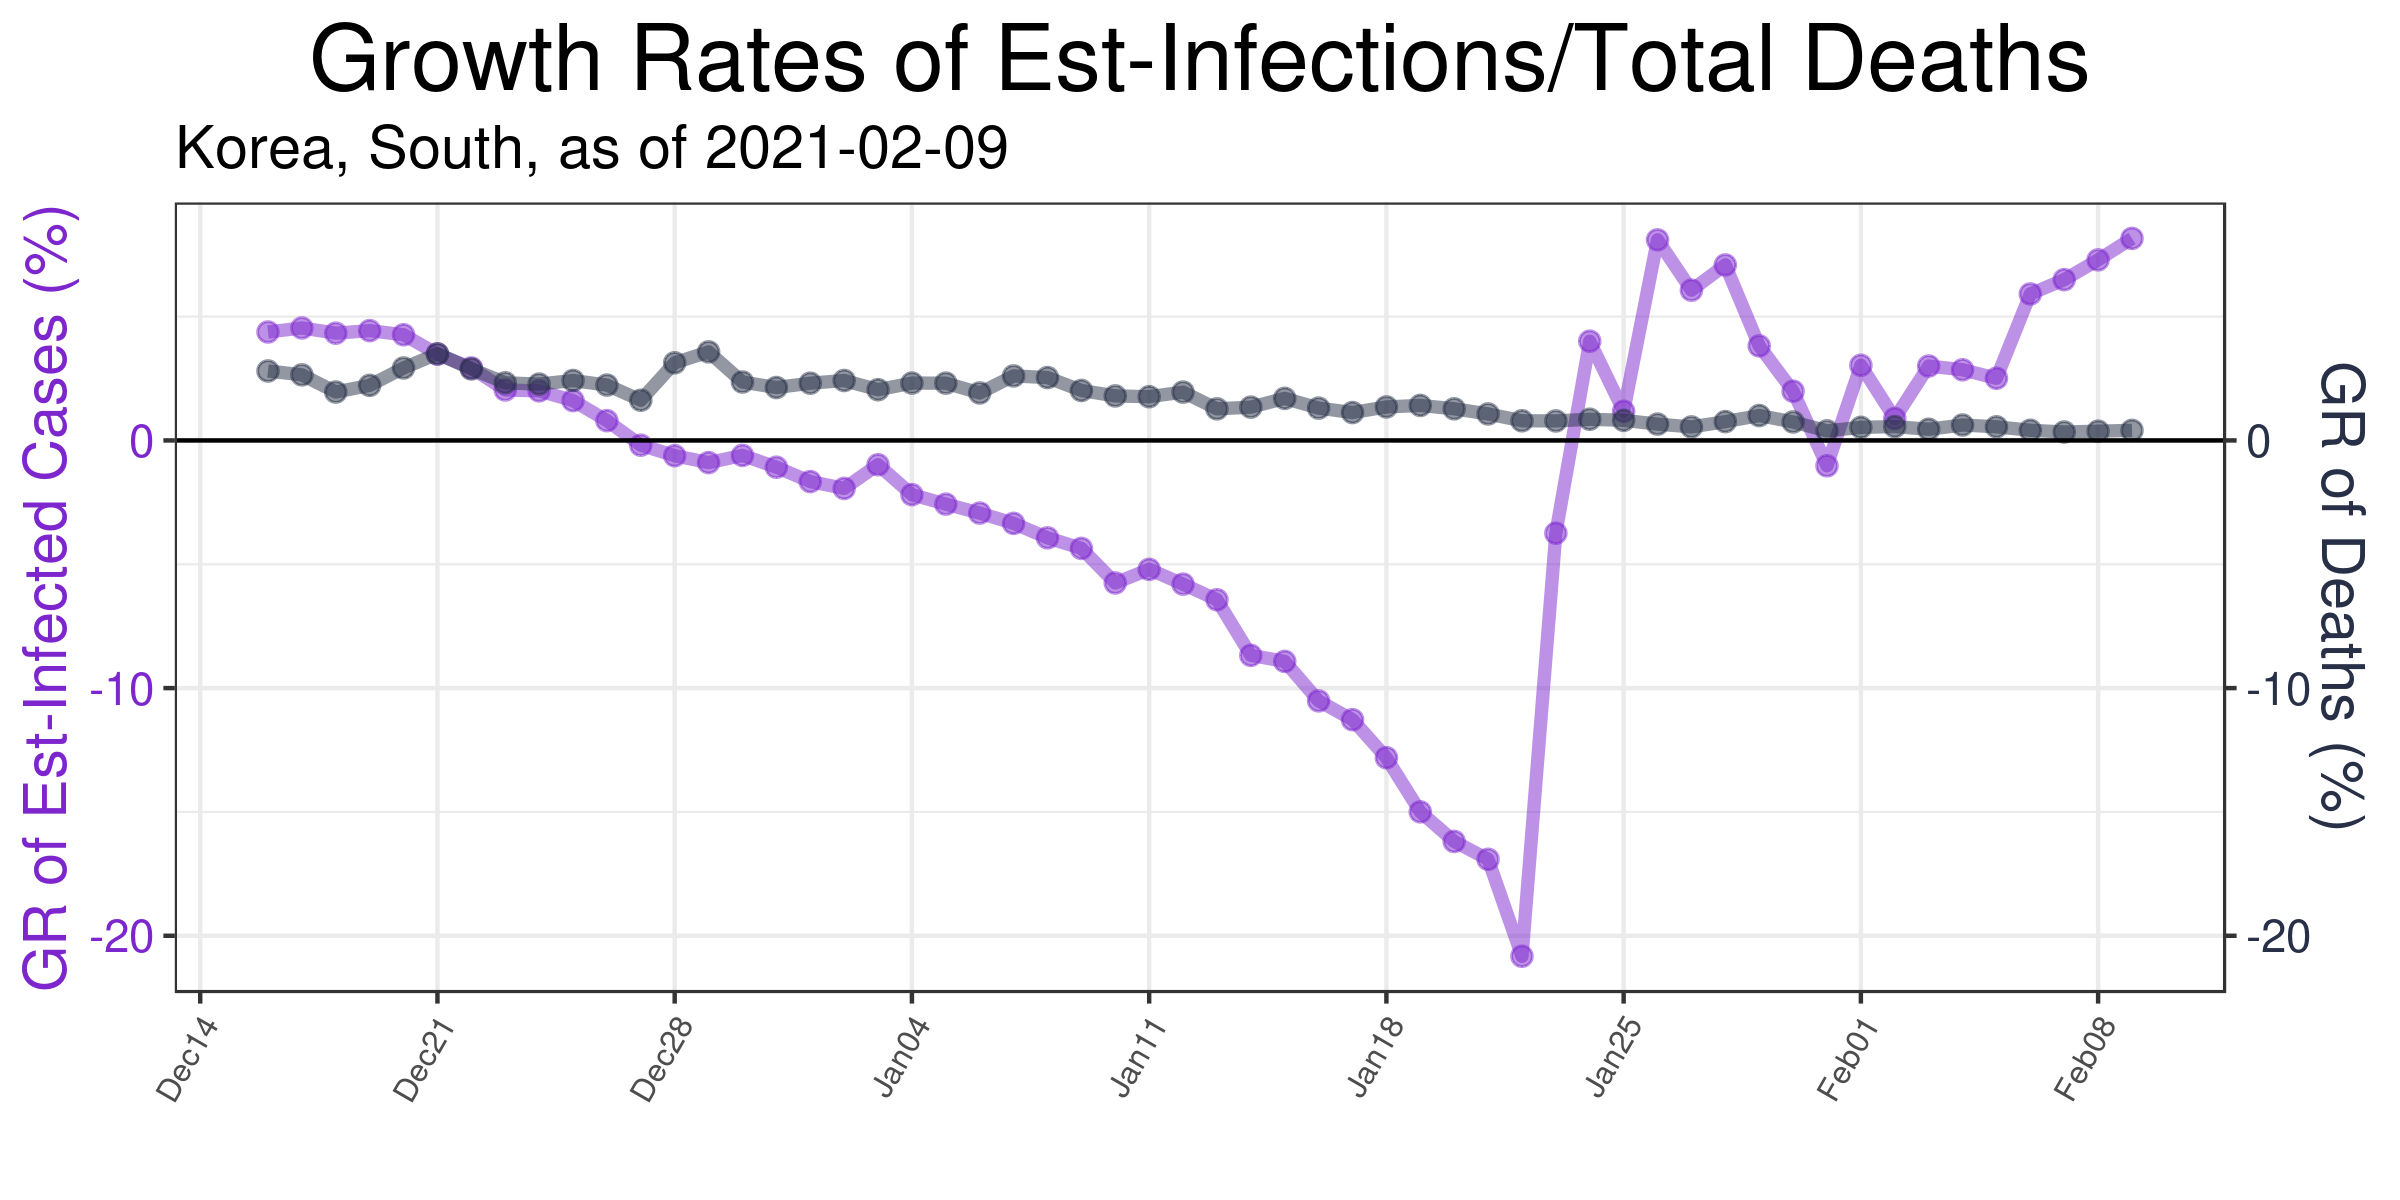 Growth Rates of Est-Infections/Total Deaths
Korea, South, as of 2021-02-09
GR of Est-Infected Cases (%)
0
-10
-20
GR of Deaths (%)
0
-10
-20
Dec14
Dec21
Dec28
Jan04
Jan11
Jan18
Jan25
Feb01
Feb08